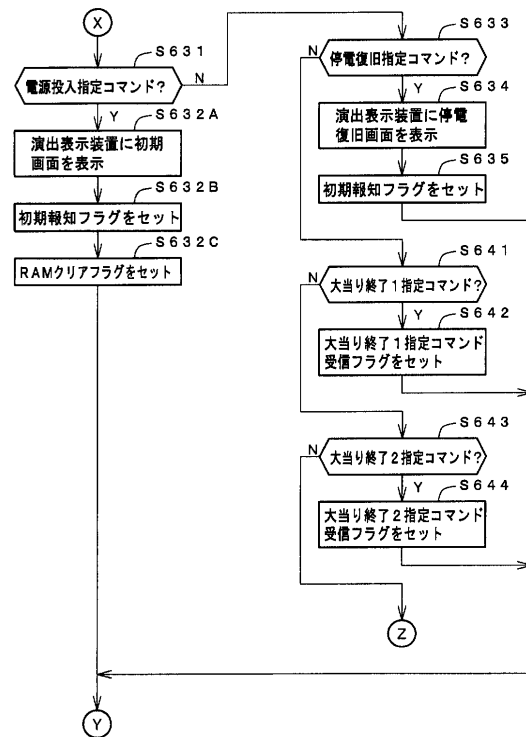 X
S631
電源投入指定コマンド?
N
Y
S632A
演出表示装置に初期
画面を表示
S632B
初期報知フラグをセット
S632C
RAMクリアフラグをセット
Y
S633
N
停電復旧指定コマンド?
Y
S634
演出表示装置に停電
復旧画面を表示
S635
初期報知フラグをセット
S641
N
大当り終了1指定コマンド?
Y
S642
大当り終了1指定コマンド
受信フラグをセット
S643
N
大当り終了2指定コマンド?
Y
S644
大当り終了2指定コマンド
受信フラグをセット
Z